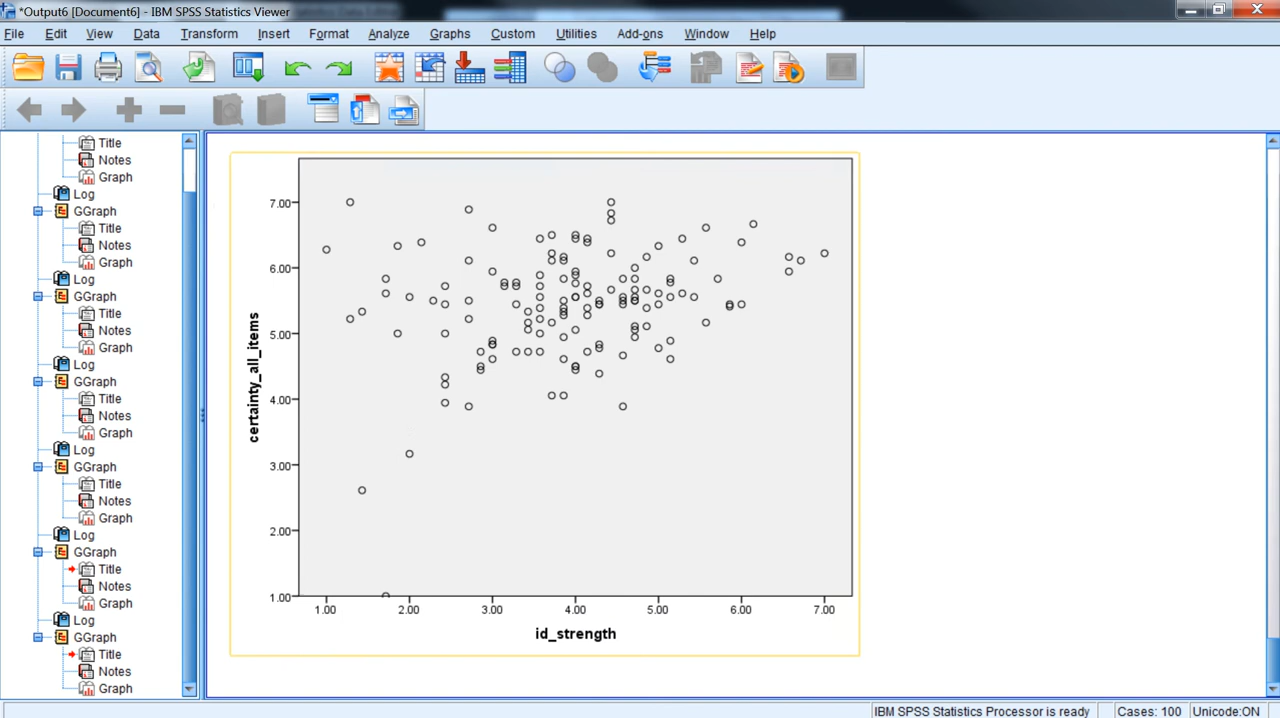 *Output6 [Document6] - IBM SPSS Statistics Viewer
File Edit View Data Transform Insert Format Analyze Graphs Custom Utilities Add-ons Window Help
Title
Notes
Graph
Log
GGraph
Title
Notes
Graph
Log
GGraph
Title
Notes
Graph
Log
GGraph
Title
Notes
Graph
Log
GGraph
Title
Notes
Graph
Log
GGraph
Title
Notes
Graph
Log
GGraph
Title
Notes
Graph
certainty_all_items
7.00
6.00
5.00
4.00
3.00
2.00
1.00
1.00 2.00 3.00 4.00 5.00 6.00 7.00
id_strength
IBM SPSS Statistics Processor is ready Cases: 100 Unicode:ON